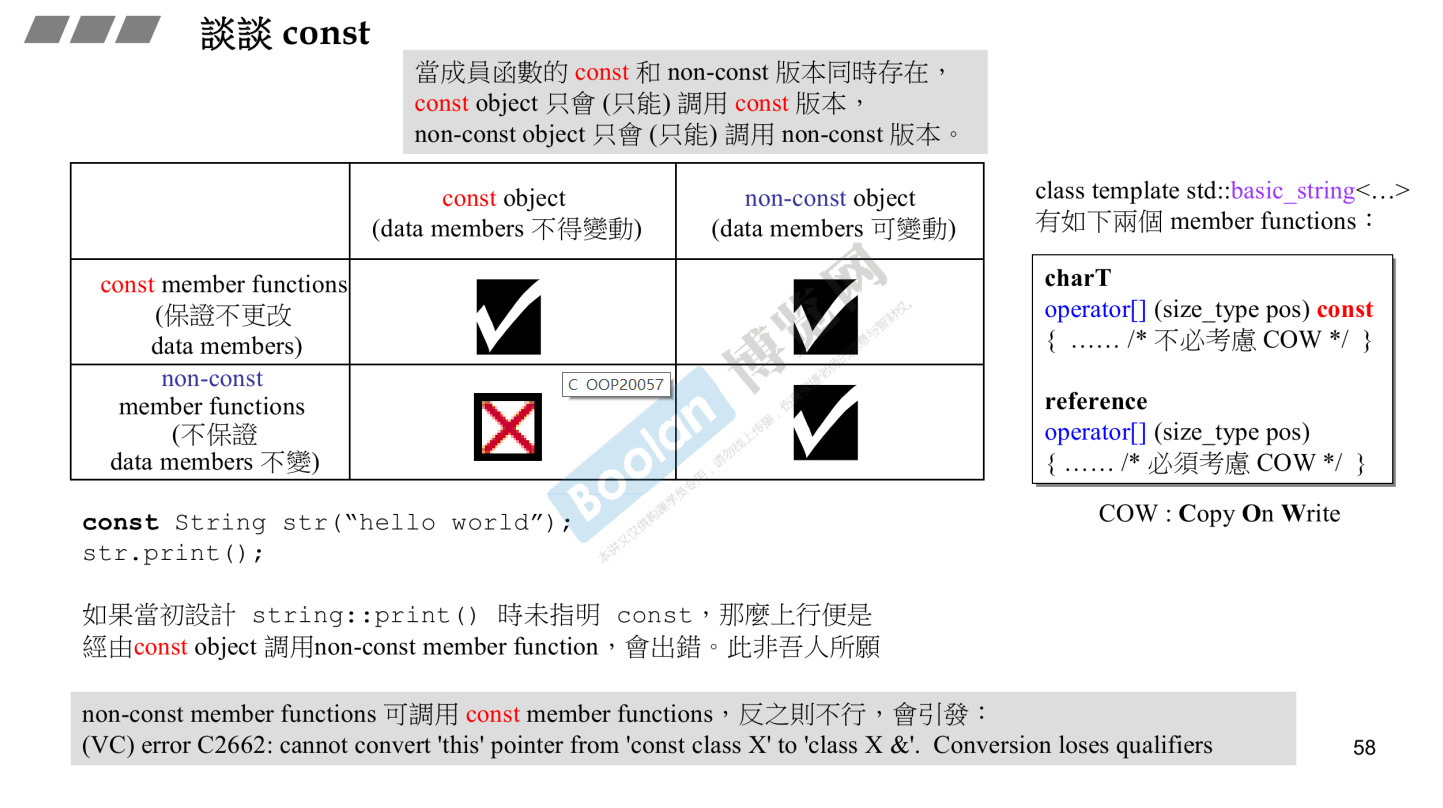 談談 const
當成員函數的 const 和 non-const 版本同時存在，
const object 只會 (只能) 調用 const 版本，
non-const object 只會 (只能) 調用 non-const 版本。
const object
(data members 不得變動)
non-const object
(data members 可變動)
const member functions
(保證不更改
data members)
non-const
member functions
(不保證
data members 不變)
C OOP20057
class template std::basic_string<…>
有如下兩個 member functions：
charT
operator[] (size_type pos) const
{ …… /* 不必考慮 COW */ }
reference
operator[] (size_type pos)
{ …… /* 必須考慮 COW */ }
COW : Copy On Write
const String str(“hello world”);
str.print();
如果當初設計 string::print() 時未指明 const，那麼上行便是
經由const object 調用non-const member function，會出錯。此非吾人所願
non-const member functions 可調用 const member functions，反之則不行，會引發：
(VC) error C2662: cannot convert 'this' pointer from 'const class X' to 'class X &'. Conversion loses qualifiers
58
Boolan 博览网